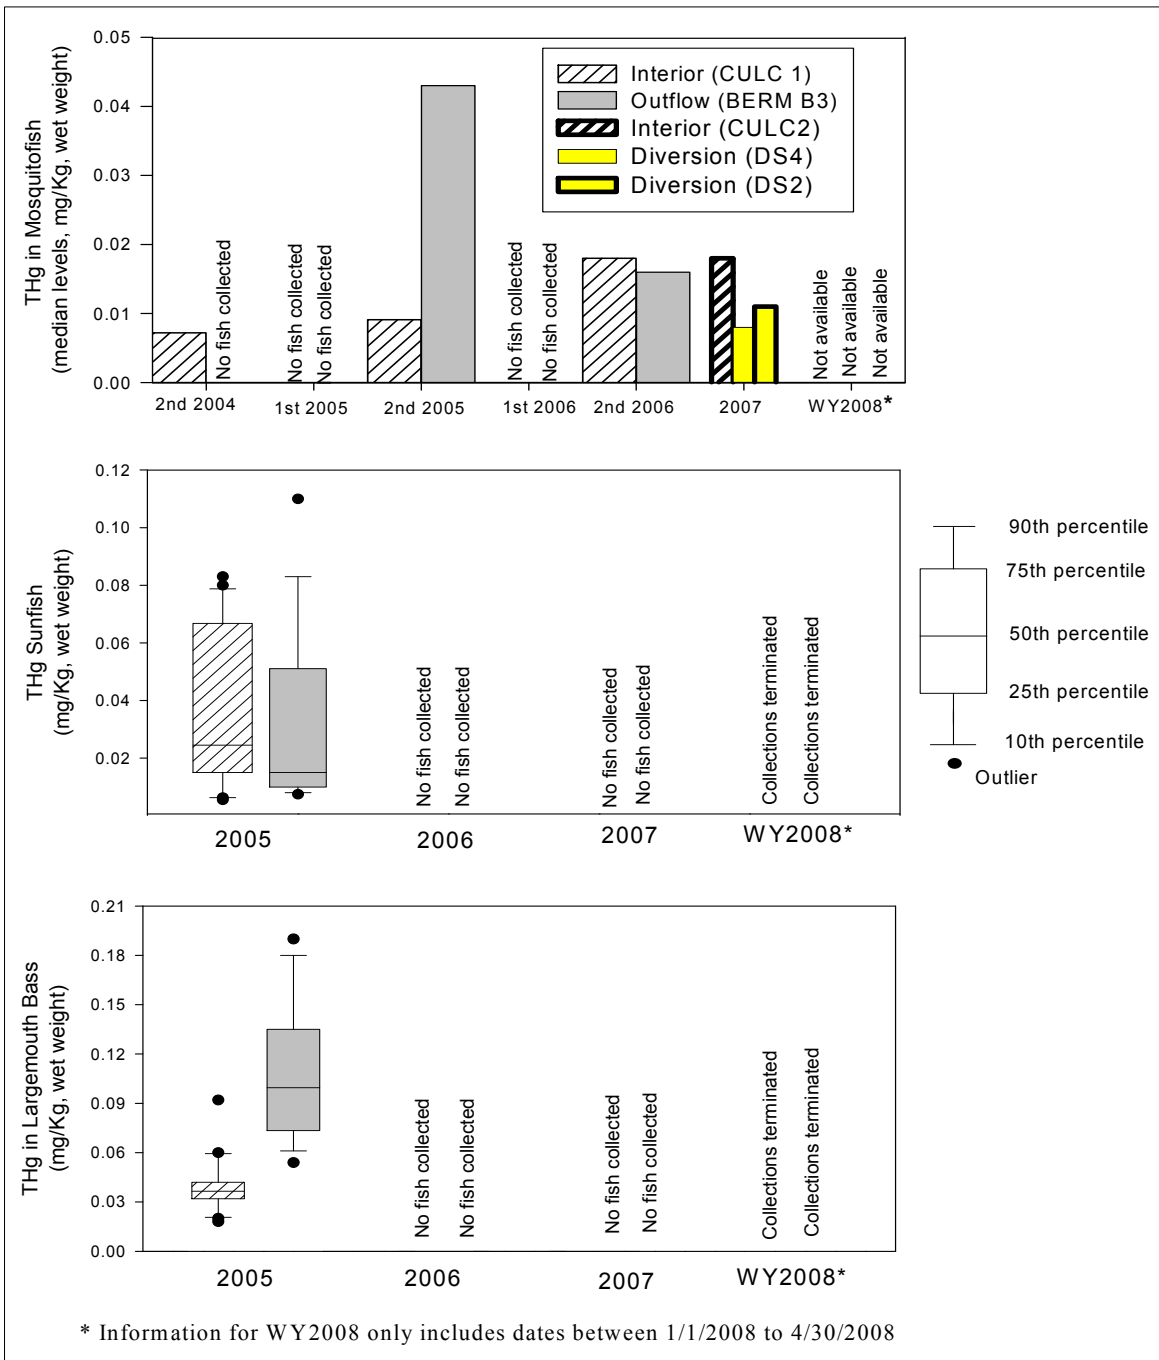 THg in Mosquitofish
(median levels, mg/Kg, wet weight)
0.05
0.04
0.03
0.02
0.01
0.00
Interior (CULC 1)
Outflow (BERM B3)
Interior (CULC2)
Diversion (DS4)
Diversion (DS2)
No fish collected
No fish collected
No fish collected
No fish collected
No fish collected
Not available
Not available
Not available
2nd 2004
1st 2005
2nd 2005
1st 2006
2nd 2006
2007
WY2008*
THg Sunfish
(mg/Kg, wet weight)
0.12
0.10
0.08
0.06
0.04
0.02
No fish collected
No fish collected
No fish collected
No fish collected
Collections terminated
Collections terminated
2005
2006
2007
WY2008*
90th percentile
75th percentile
50th percentile
25th percentile
10th percentile
Outlier
THg in Largemouth Bass
(mg/Kg, wet weight)
0.21
0.18
0.15
0.12
0.09
0.06
0.03
0.00
No fish collected
No fish collected
No fish collected
No fish collected
Collections terminated
Collections terminated
2005
2006
2007
WY2008*
* Information for WY2008 only includes dates between 1/1/2008 to 4/30/2008